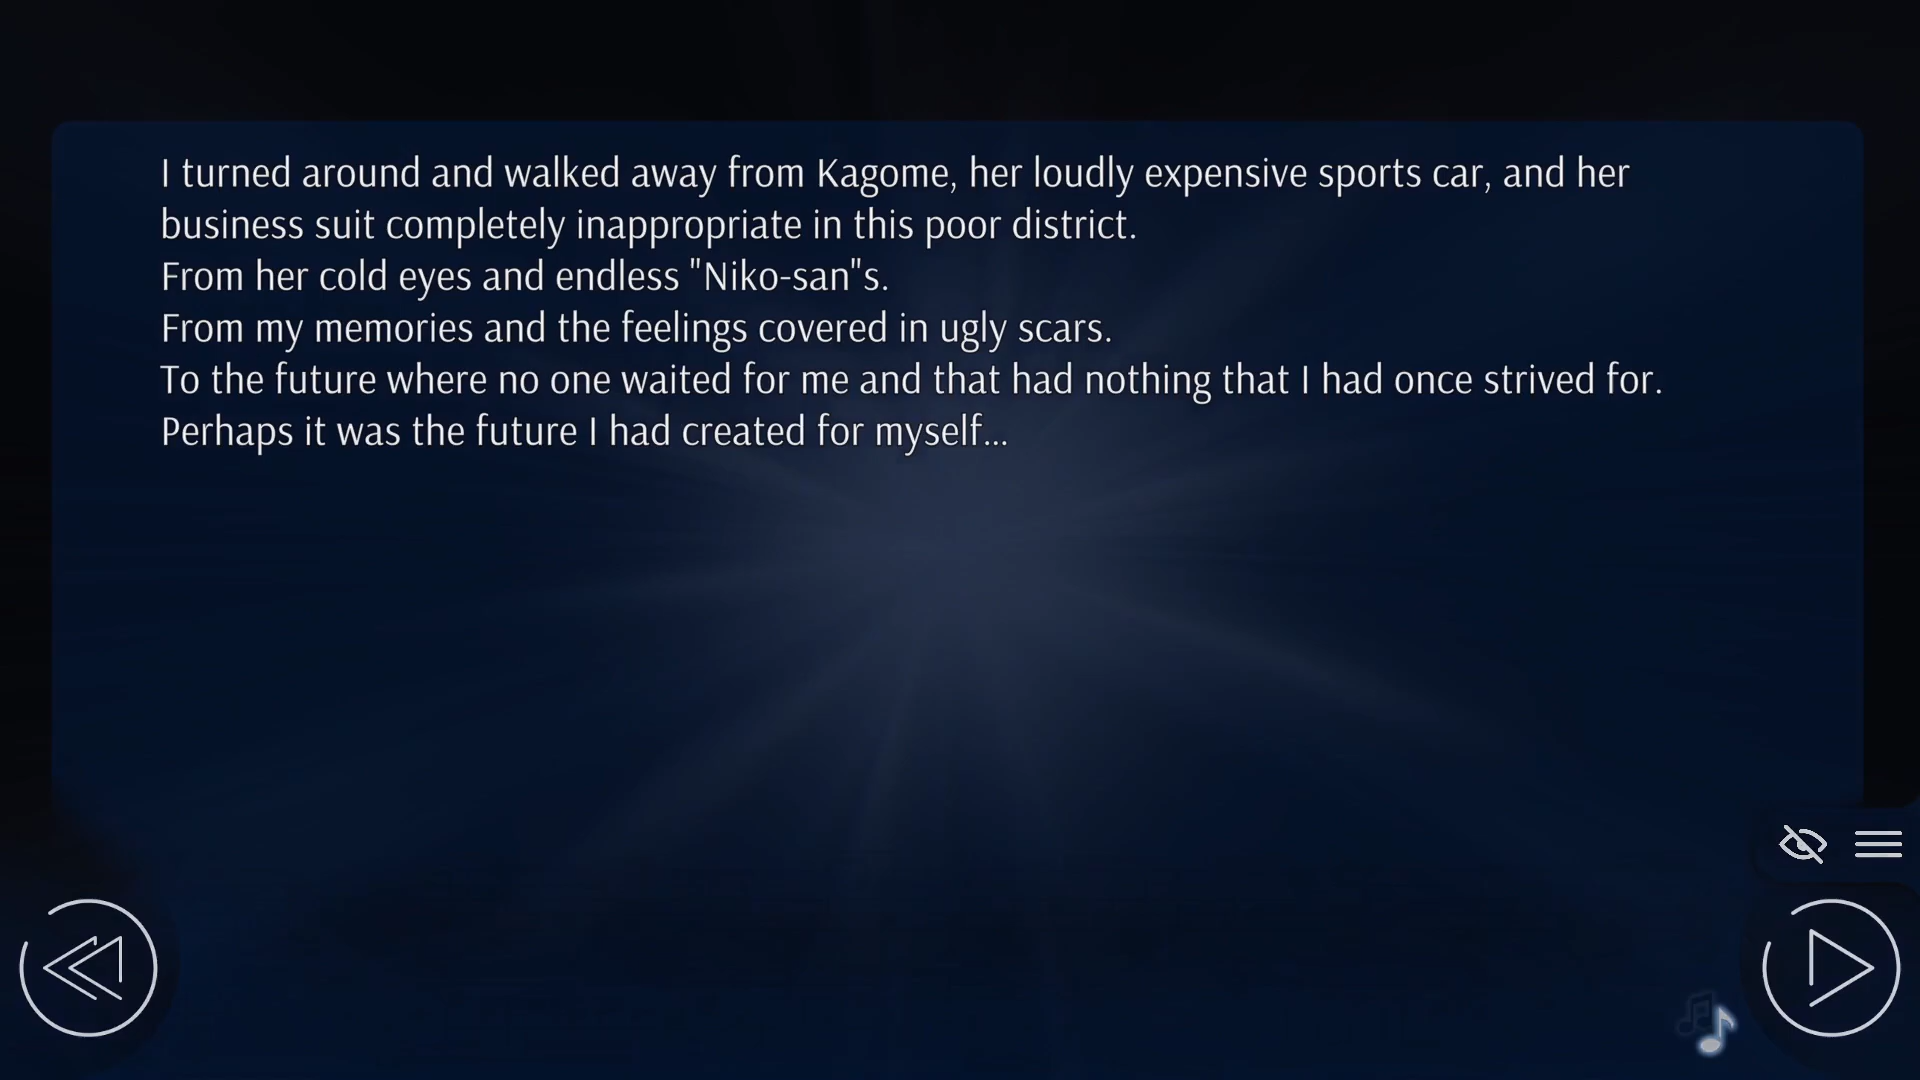 I turned around and walked away from Kagome, her loudly expensive sports car, and her
business suit completely inappropriate in this poor district.
From her cold eyes and endless "Niko-san"s.
From my memories and the feelings covered in ugly scars.
To the future where no one waited for me and that had nothing that I had once strived for.
Perhaps it was the future I had created for myself...